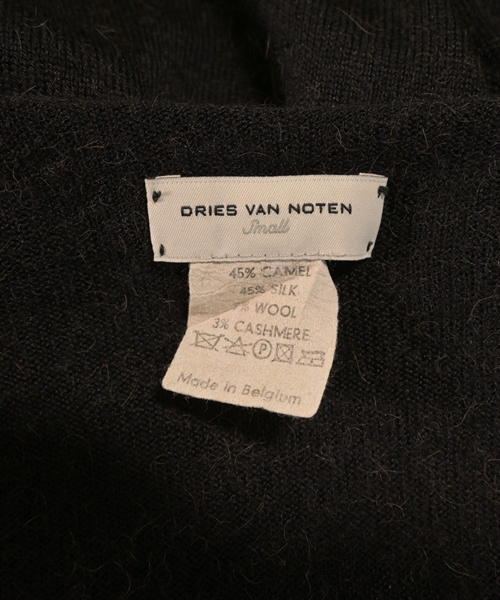 DRIES VAN NOTEN
Small
45% CAMEL
45% SILK
% WOOL
3% CASHMERE
P
Made in Belgium